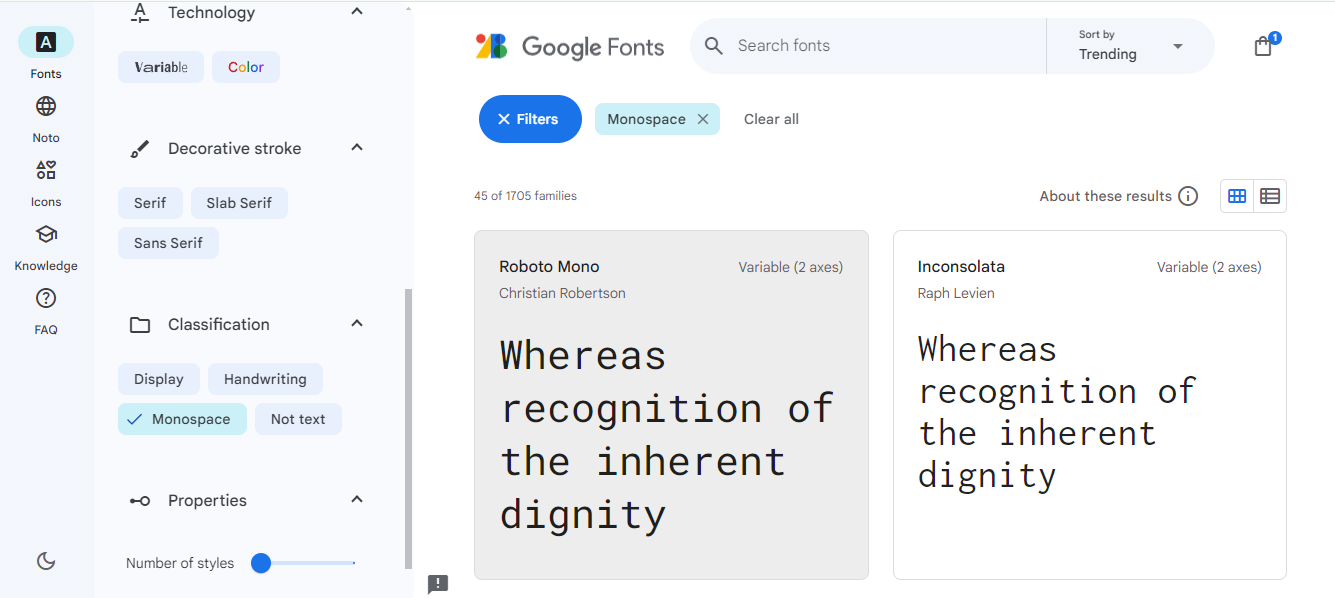 Fonts
Noto
Icons
Knowledge
FAQ
Technology
Variable Color
Decorative stroke
Serif Slab Serif
Sans Serif
Classification
Display Handwriting
Monospace Not text
Properties
Number of styles
Google Fonts
Search fonts
Sort by
Trending
1
Filters Monospace Clear all
45 of 1705 families
About these results
Roboto Mono Variable (2 axes)
Christian Robertson
Whereas
recognition of
the inherent
dignity
Inconsolata Variable (2 axes)
Raph Levien
Whereas
recognition of
the inherent
dignity